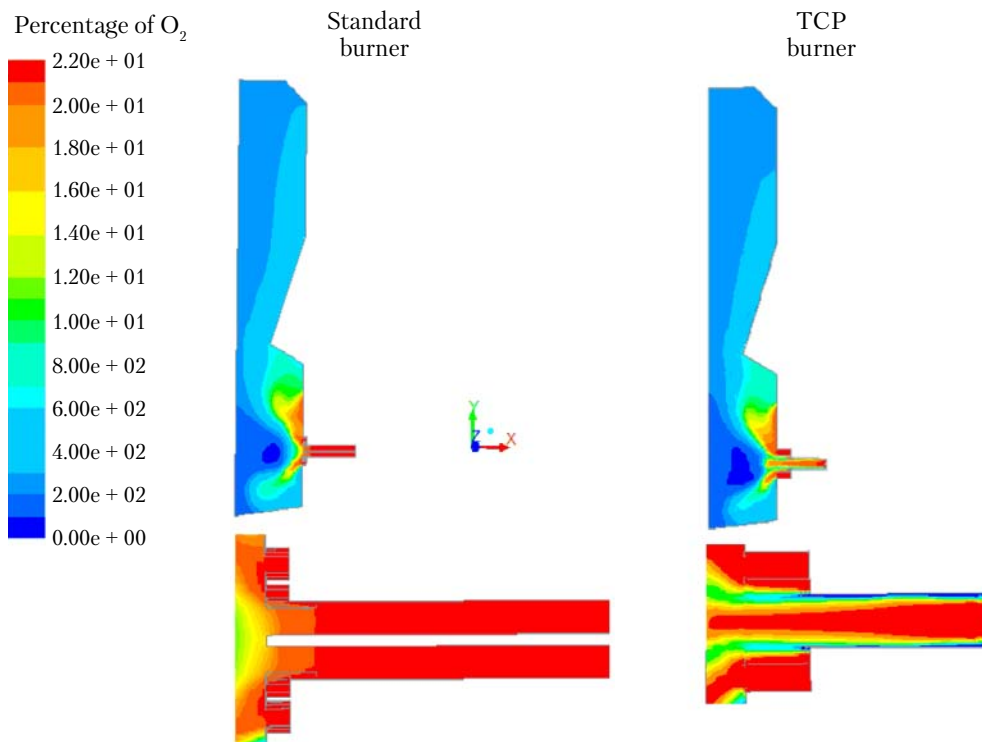 Percentage of O2
Standard
burner
TCP
burner
2.20e + 01
2.00e + 01
1.80e + 01
1.60e + 01
1.40e + 01
1.20e + 01
1.00e + 01
8.00e + 02
6.00e + 02
4.00e + 02
2.00e + 02
0.00e + 00
Y
Z
X